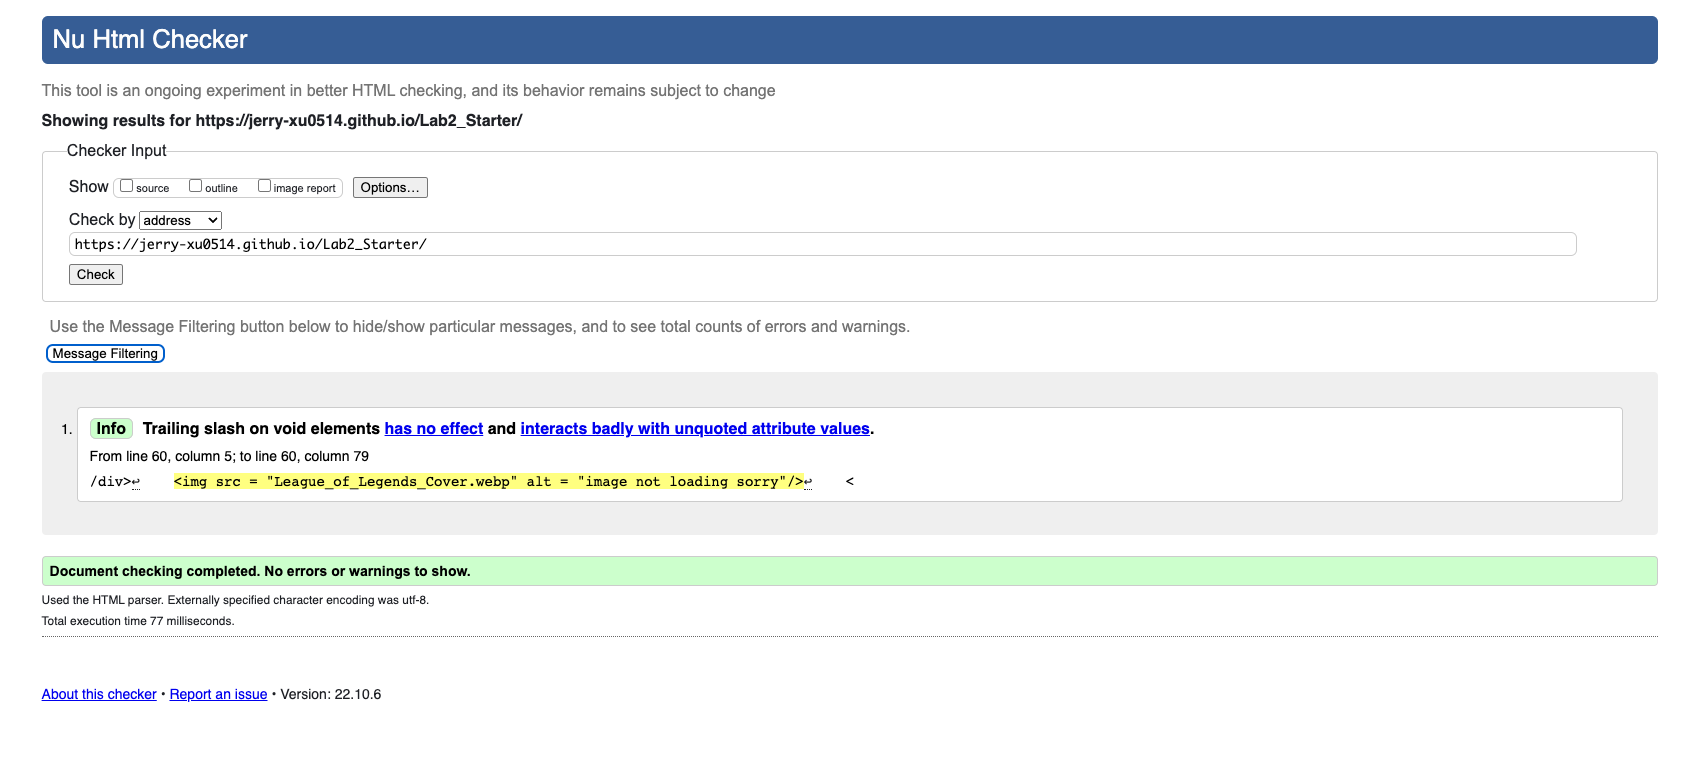 Nu Html Checker
This tool is an ongoing experiment in better HTML checking, and its behavior remains subject to change
Showing results for https://jerry-xu0514.github.io/Lab2_Starter/
Checker Input
Show source outline image report Options…
Check by address
https://jerry-xu0514.github.io/Lab2_Starter/
Check
Use the Message Filtering button below to hide/show particular messages, and to see total counts of errors and warnings.
Message Filtering
1. Info Trailing slash on void elements has no effect and interacts badly with unquoted attribute values.
From line 60, column 5; to line 60, column 79
/div>↩ <img src = "League_of_Legends_Cover.webp" alt = "image not loading sorry"/>↩ <
Document checking completed. No errors or warnings to show.
Used the HTML parser. Externally specified character encoding was utf-8.
Total execution time 77 milliseconds.
About this checker • Report an issue • Version: 22.10.6